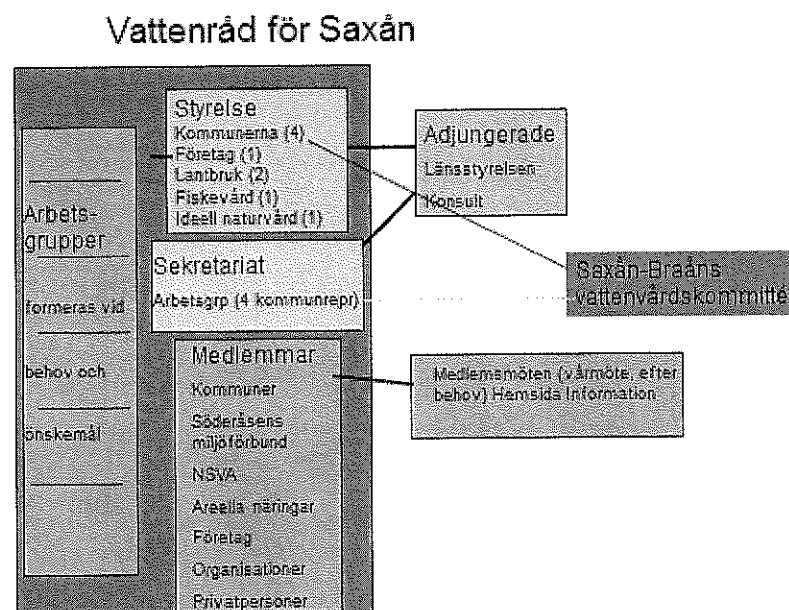 Vattenråd för Saxån
Styrelse
Kommunerna (4)
Företag (1)
Lantbruk (2)
Fiskevård (1)
Ideell naturvård (1)
Adjungerade
Länsstyrelsen
Konsult
Arbets-
grupper
formeras vid
behov och
önskemål
Sekretariat
Arbetsgrp (4 kommunrepr)
Saxån-Braåns
vattenvårdskommitté
Medlemmar
Kommuner
Söderåsens
miljöförbund
NSVA
Areella näringar
Företag
Organisationer
Privatpersoner
Medlemsmöten (vårmöte, efter
behov) Hemsida Information